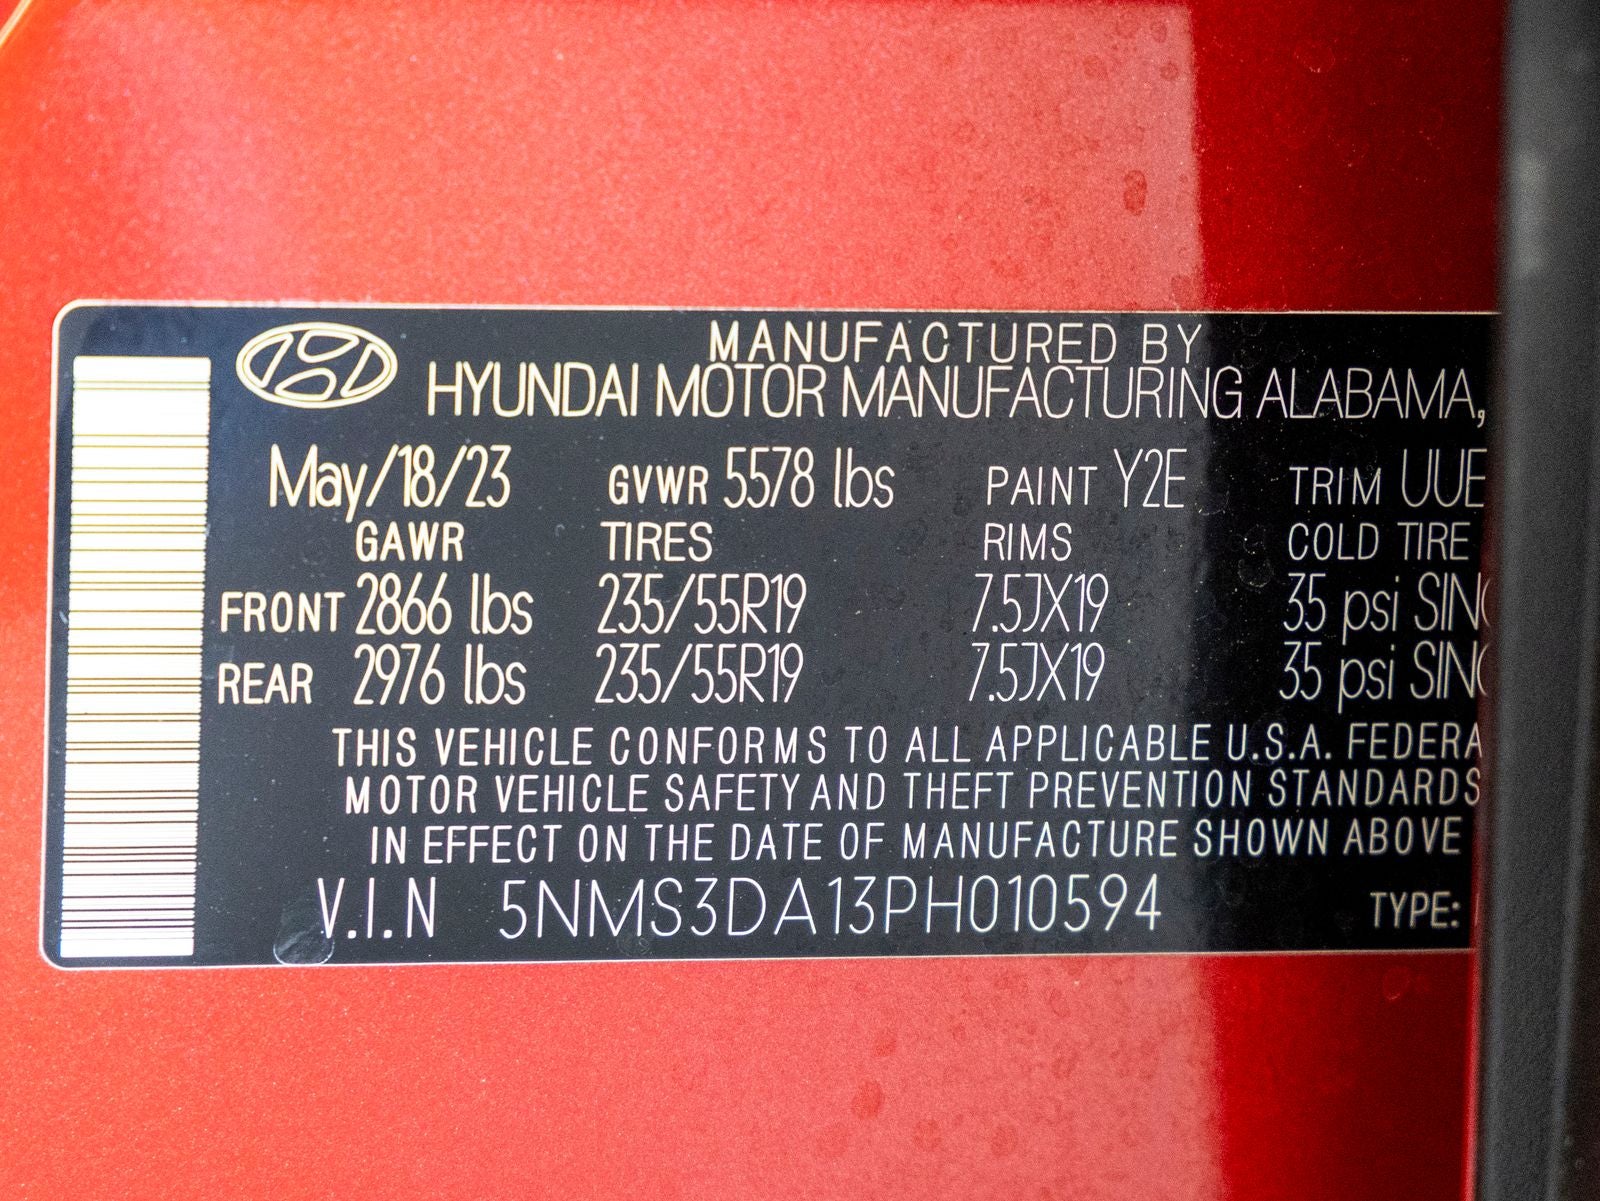 MANUFACTURED BY
HYUNDAI MOTOR MANUFACTURING ALABAMA,
May/18/23 GVWR 5578 lbs PAINT Y2E TRIM UUE
GAWR TIRES RIMS COLD TIRE
FRONT 2866 lbs 235/55R19 7.5JX19 35 psi SIN
REAR 2976 lbs 235/55R19 7.5JX19 35 psi SIN
THIS VEHICLE CONFORMS TO ALL APPLICABLE U.S.A. FEDERA
MOTOR VEHICLE SAFETY AND THEFT PREVENTION STANDARDS
IN EFFECT ON THE DATE OF MANUFACTURE SHOWN ABOVE
V.I.N 5NMS3DA13PH010594 TYPE: